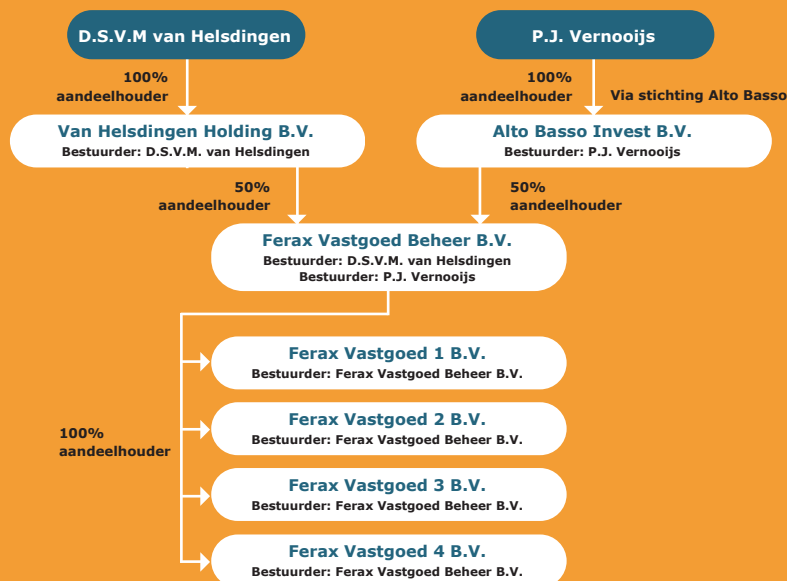 D.S.V.M van Helsdingen
P.J. Vernooijs
100%
aandeelhouder
100%
aandeelhouder
Via stichting Alto Basso
Van Helsdingen Holding B.V.
Bestuurder: D.S.V.M. van Helsdingen
Alto Basso Invest B.V.
Bestuurder: P.J. Vernooijs
50%
aandeelhouder
50%
aandeelhouder
Ferax Vastgoed Beheer B.V.
Bestuurder: D.S.V.M. van Helsdingen
Bestuurder: P.J. Vernooijs
Ferax Vastgoed 1 B.V.
Bestuurder: Ferax Vastgoed Beheer B.V.
Ferax Vastgoed 2 B.V.
Bestuurder: Ferax Vastgoed Beheer B.V.
100%
aandeelhouder
Ferax Vastgoed 3 B.V.
Bestuurder: Ferax Vastgoed Beheer B.V.
Ferax Vastgoed 4 B.V.
Bestuurder: Ferax Vastgoed Beheer B.V.